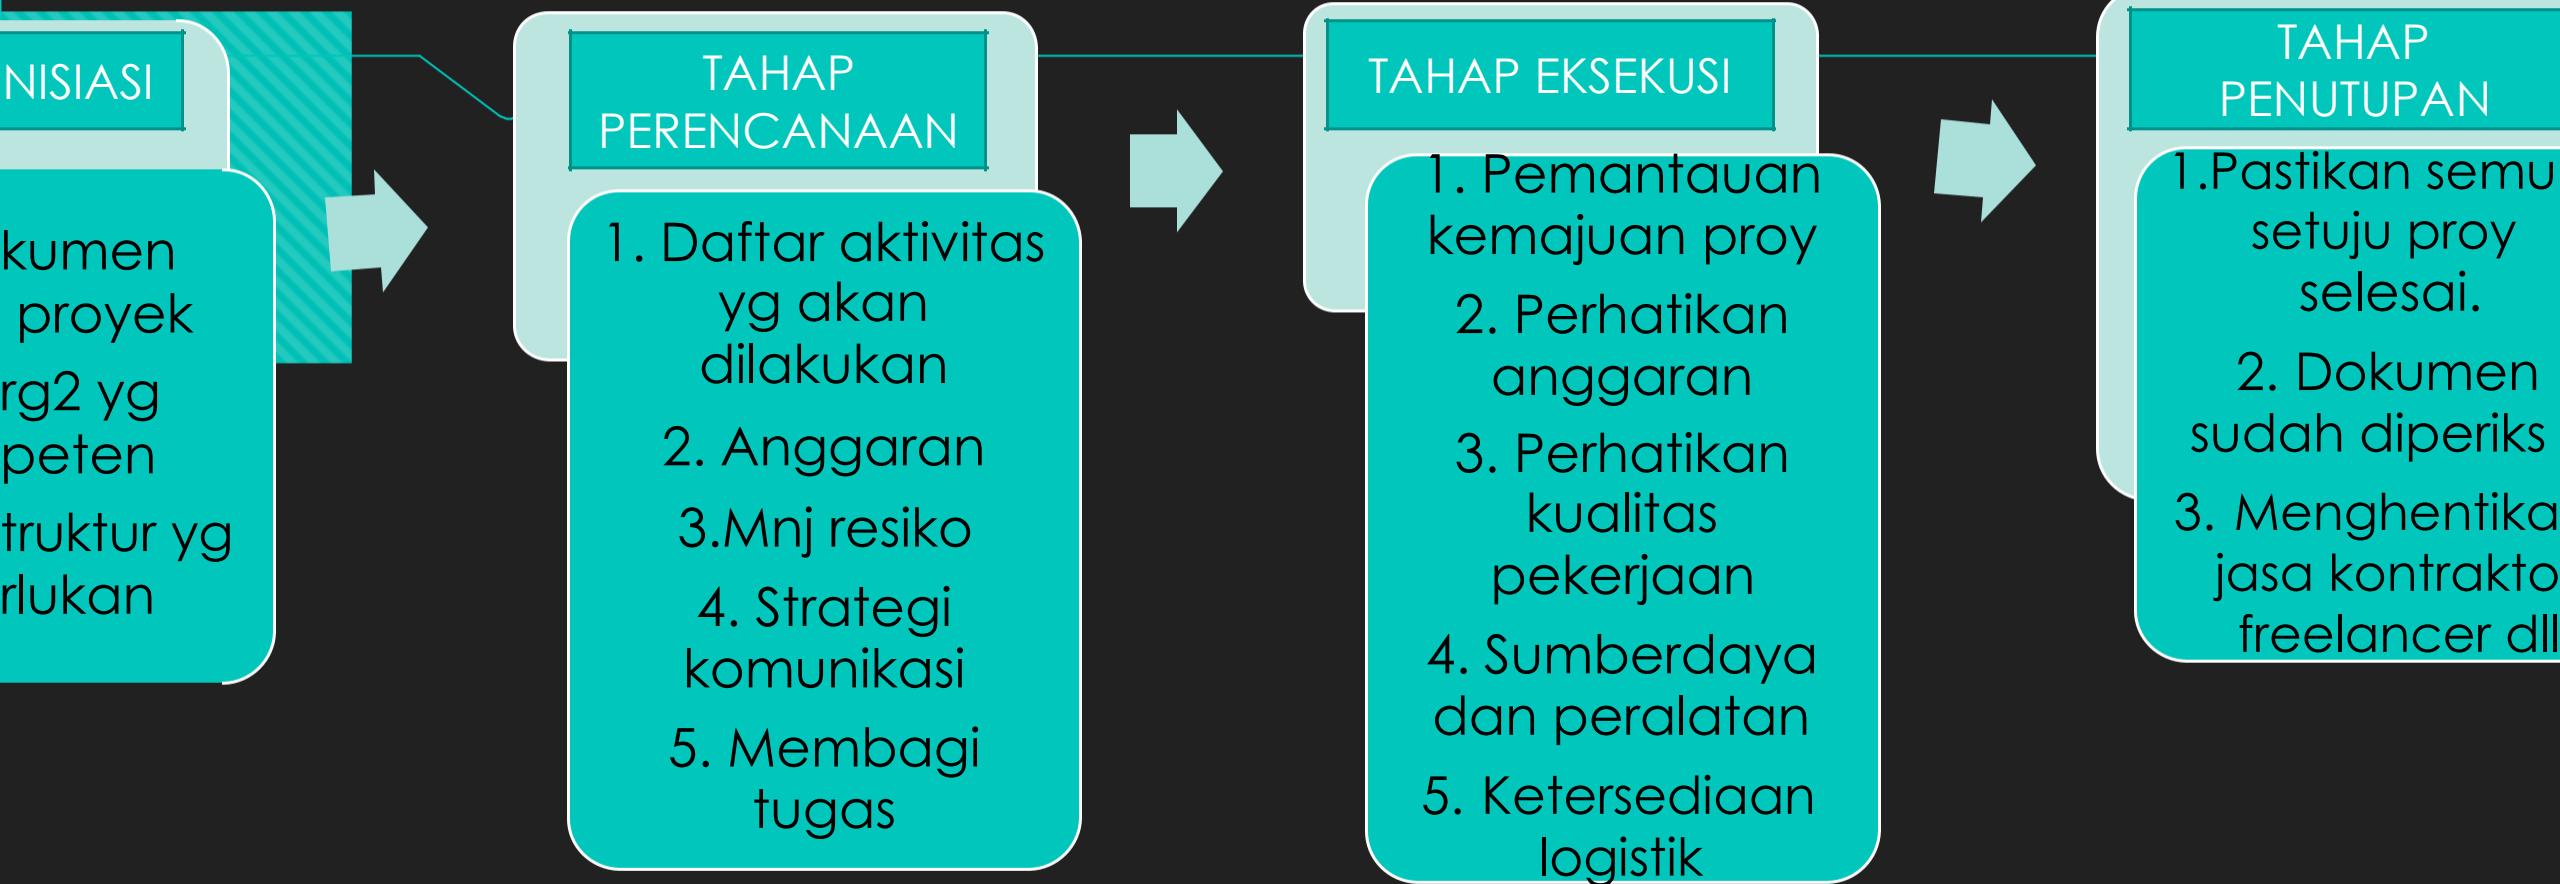 NISIASI
kumen
proyek
rg2 yg
peten
truktur yg
rlukan
TAHAP
PERENCANAAN
1. Daftar aktivitas
yg akan
dilakukan
2. Anggaran
3.Mnj resiko
4. Strategi
komunikasi
5. Membagi
tugas
TAHAP EKSEKUSI
1. Pemantauan
kemajuan proy
2. Perhatikan
anggaran
3. Perhatikan
kualitas
pekerjaan
4. Sumberdaya
dan peralatan
5. Ketersediaan
logistik
TAHAP
PENUTUPAN
1.Pastikan semu
setuju proy
selesai.
2. Dokumen
sudah diperiks
3. Menghentika
jasa kontrakto
freelancer dll